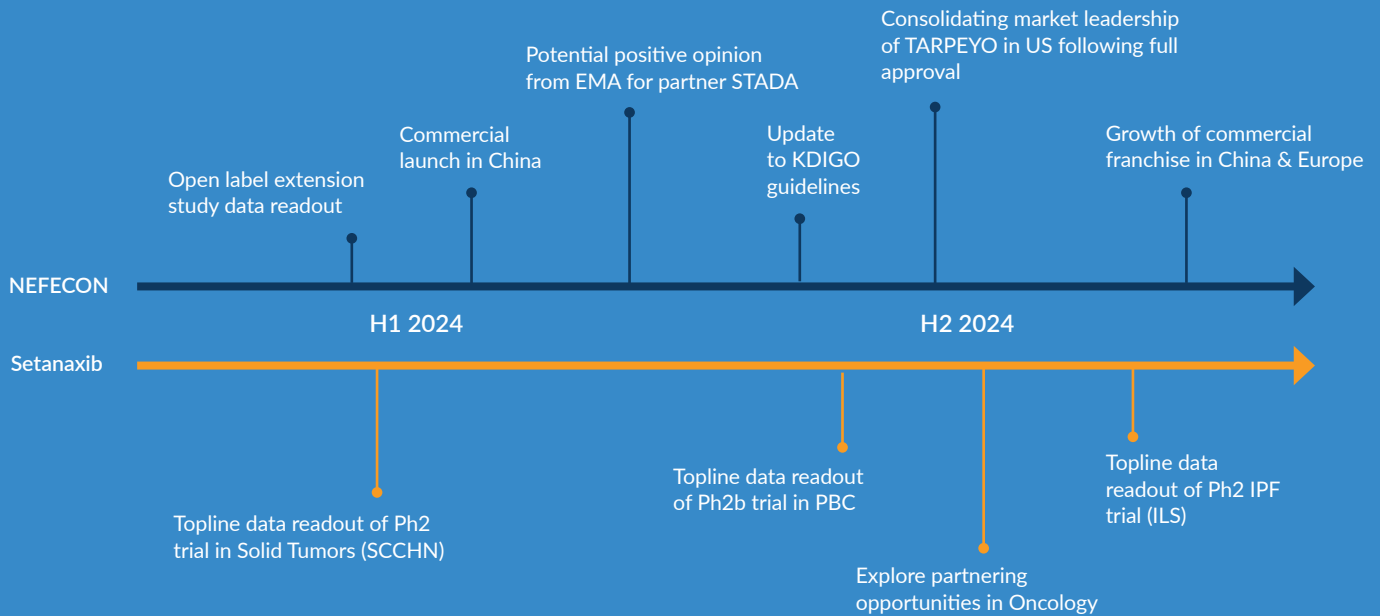 Consolidating market leadership
of TARPEYO in US following full
approval
Potential positive opinion
from EMA for partner STADA
Commercial
launch in China
Update
to KDIGO
guidelines
Growth of commercial
franchise in China & Europe
Open label extension
study data readout
NEFECON
H1 2024
H2 2024
Setanaxib
Topline data readout of Ph2
trial in Solid Tumors (SCCHN)
Topline data readout
of Ph2b trial in PBC
Topline data
readout of Ph2 IPF
trial (ILS)
Explore partnering
opportunities in Oncology